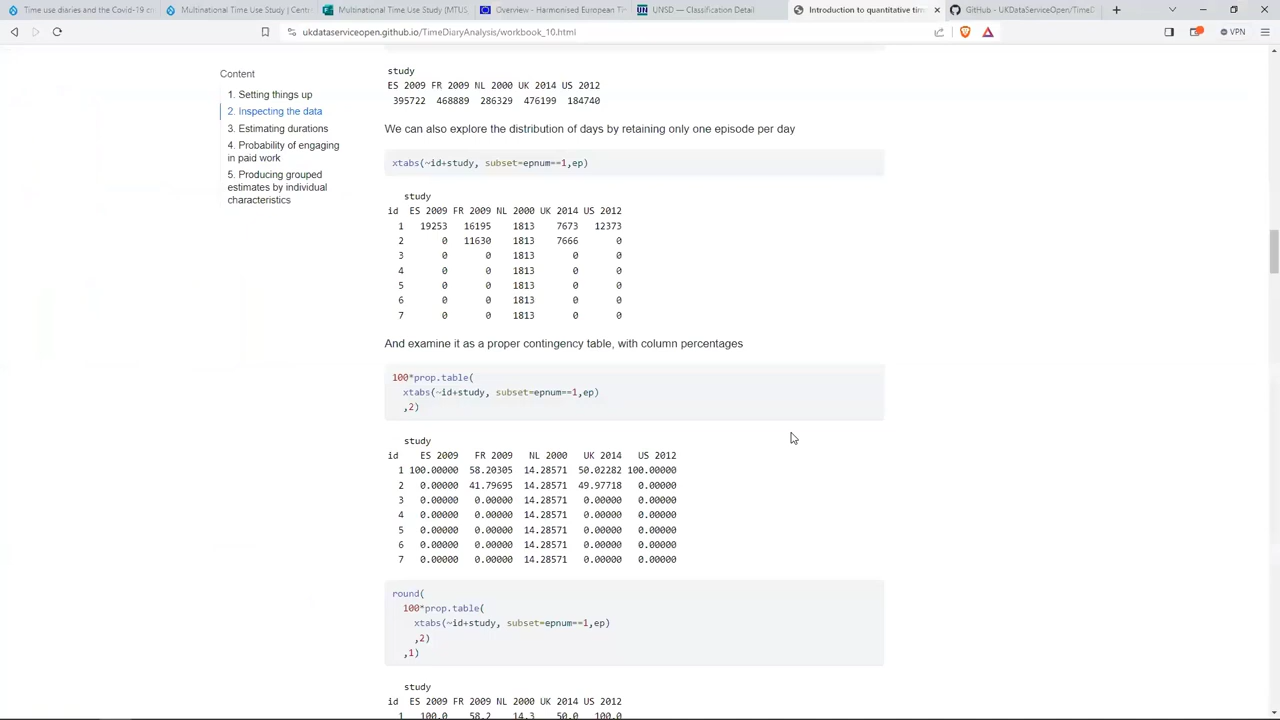 Time use diaries and the Covid-19 cr
Multinational Time Use Study | Centr
Multinational Time Use Study (MTUS
Overview - Harmonised European Ti
UN UNSD — Classification Detail
Introduction to quantitative tim
GitHub - UKDataServiceOpen/TimeD
ukdataserviceopen.github.io/TimeDiaryAnalysis/workbook_10.html
VPN
Content
1. Setting things up
2. Inspecting the data
3. Estimating durations
4. Probability of engaging
in paid work
5. Producing grouped
estimates by individual
characteristics
study
ES 2009 FR 2009 NL 2000 UK 2014 US 2012
395722 468889 286329 476199 184740
We can also explore the distribution of days by retaining only one episode per day
xtabs(~id+study, subset=epnum==1,ep)
study
id ES 2009 FR 2009 NL 2000 UK 2014 US 2012
1 19253 16195 1813 7673 12373
2 0 11630 1813 7666 0
3 0 0 1813 0 0
4 0 0 1813 0 0
5 0 0 1813 0 0
6 0 0 1813 0 0
7 0 0 1813 0 0
And examine it as a proper contingency table, with column percentages
100*prop.table(
xtabs(~id+study, subset=epnum==1,ep)
,2)
study
id ES 2009 FR 2009 NL 2000 UK 2014 US 2012
1 100.00000 58.20305 14.28571 50.02282 100.00000
2 0.00000 41.79695 14.28571 49.97718 0.00000
3 0.00000 0.00000 14.28571 0.00000 0.00000
4 0.00000 0.00000 14.28571 0.00000 0.00000
5 0.00000 0.00000 14.28571 0.00000 0.00000
6 0.00000 0.00000 14.28571 0.00000 0.00000
7 0.00000 0.00000 14.28571 0.00000 0.00000
round(
100*prop.table(
xtabs(~id+study, subset=epnum==1,ep)
,2)
,1)
study
id ES 2009 FR 2009 NL 2000 UK 2014 US 2012
1 100.0 58.2 14.3 50.0 100.0